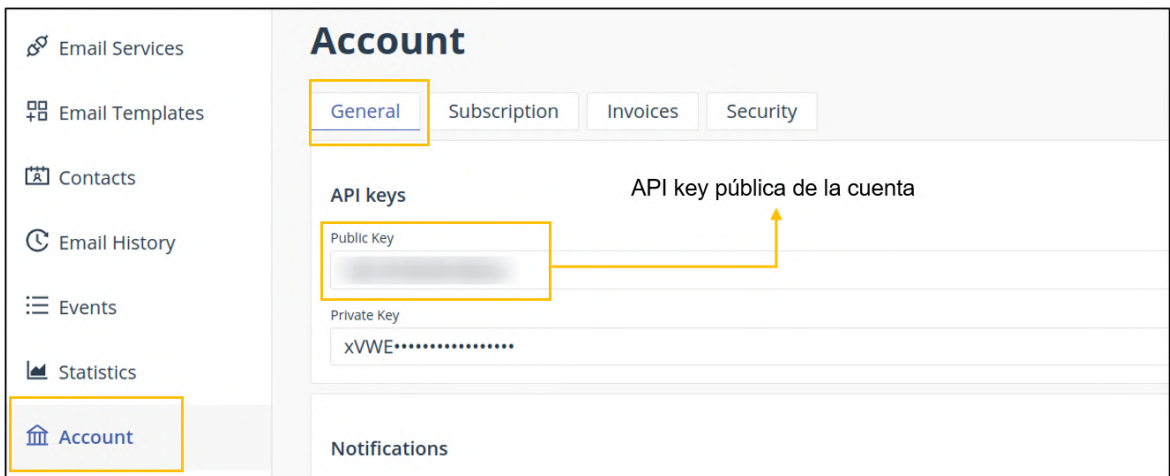 Email Services
Email Templates
Contacts
Email History
Events
Statistics
Account
Account
General
Subscription
Invoices
Security
API keys
API key pública de la cuenta
Public Key
Private Key
xVWE•••••••••••••••••
Notifications